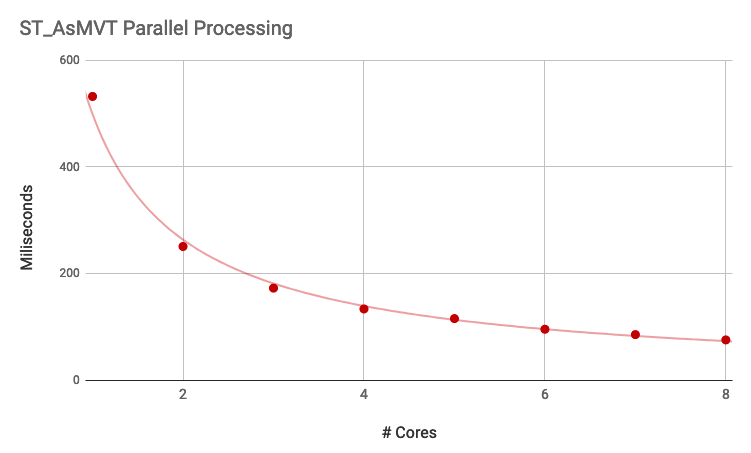 ST_AsMVT Parallel Processing
600
400
200
0
Miliseconds
2
4
6
8
# Cores